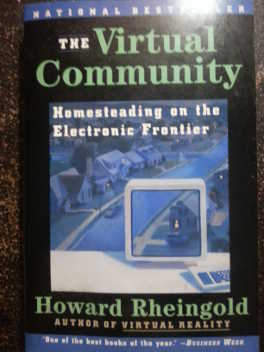 NATIONAL BESTSELLER
THE Virtual
Community
Homesteading on the
Electronic Frontier
Howard Rheingold
AUTHOR OF VIRTUAL REALITY
"One of the best books of the year." —BUSINESS WEEK